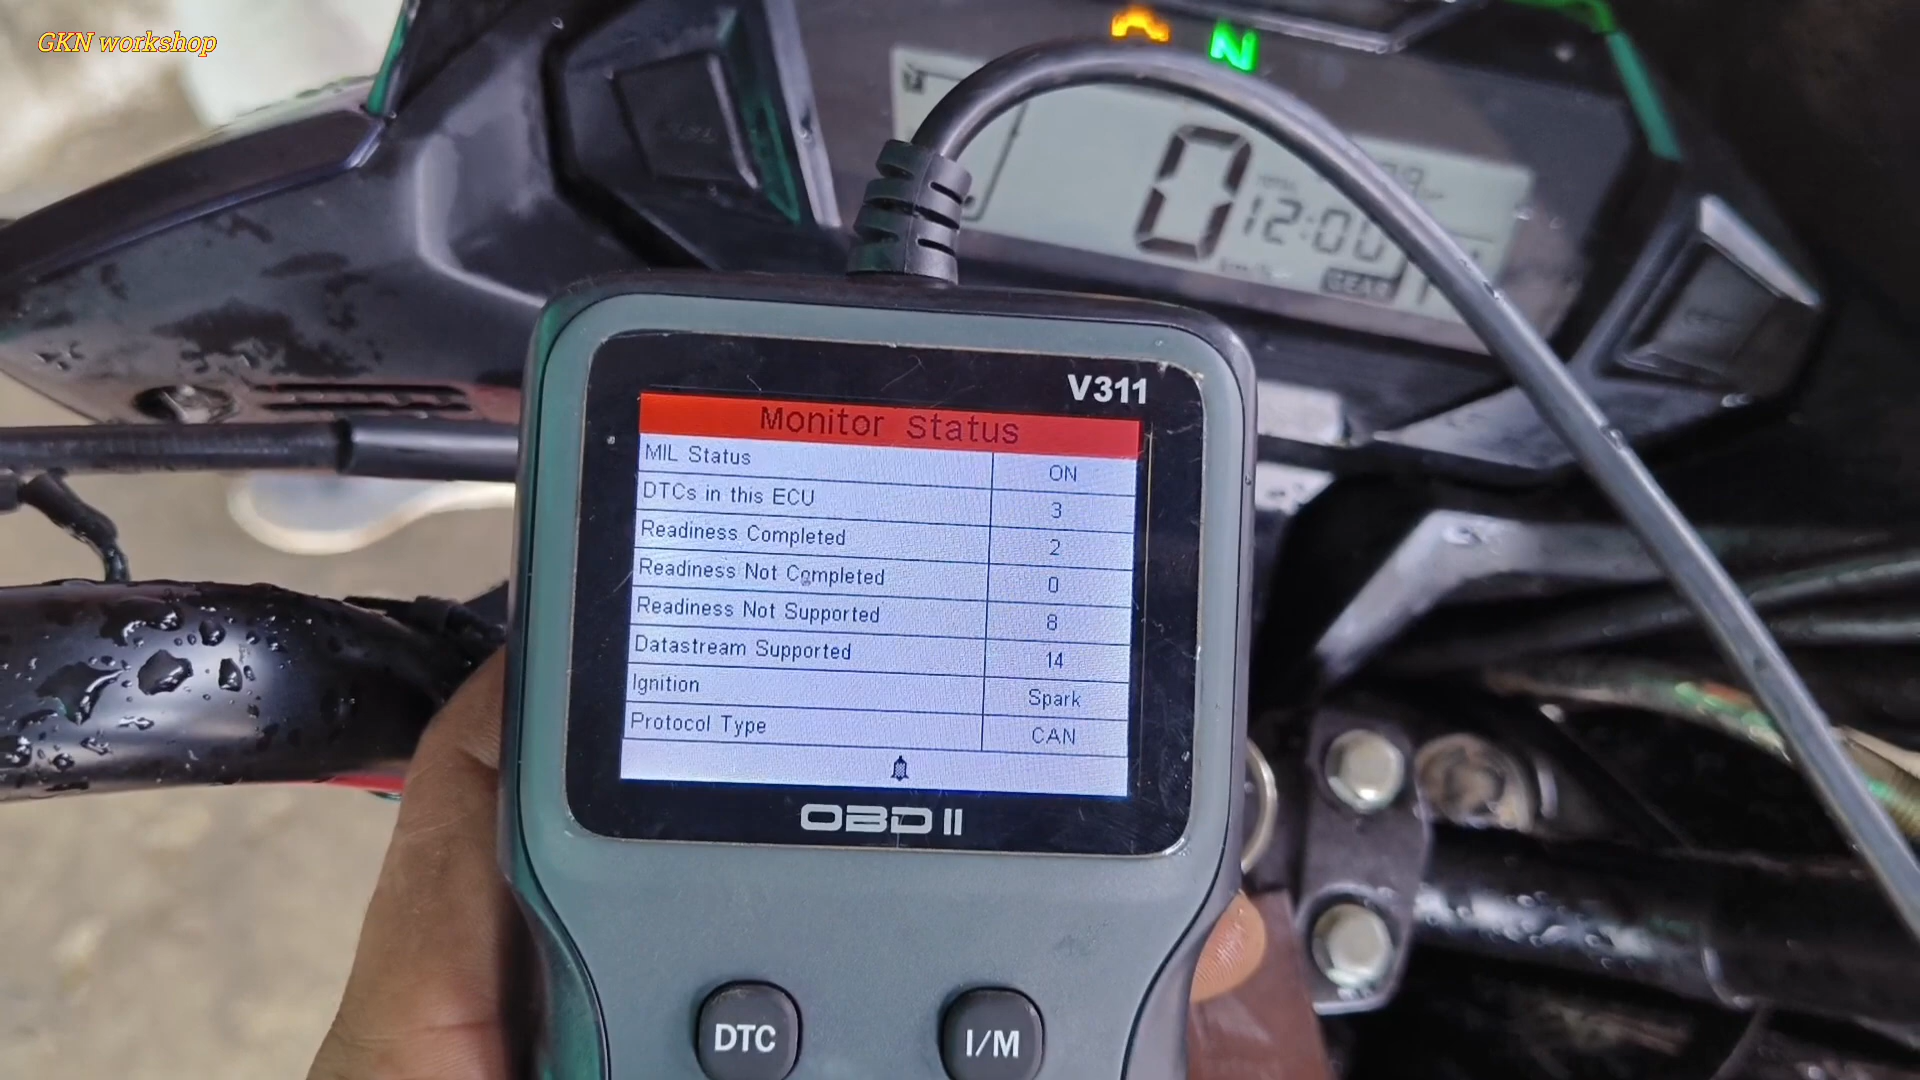 GKN workshop
N
0
12:00
GEAR
V311
Monitor Status
MIL Status ON
DTCs in this ECU 3
Readiness Completed 2
Readiness Not Completed 0
Readiness Not Supported 8
Datastream Supported 14
Ignition Spark
Protocol Type CAN
OBD II
DTC
I/M